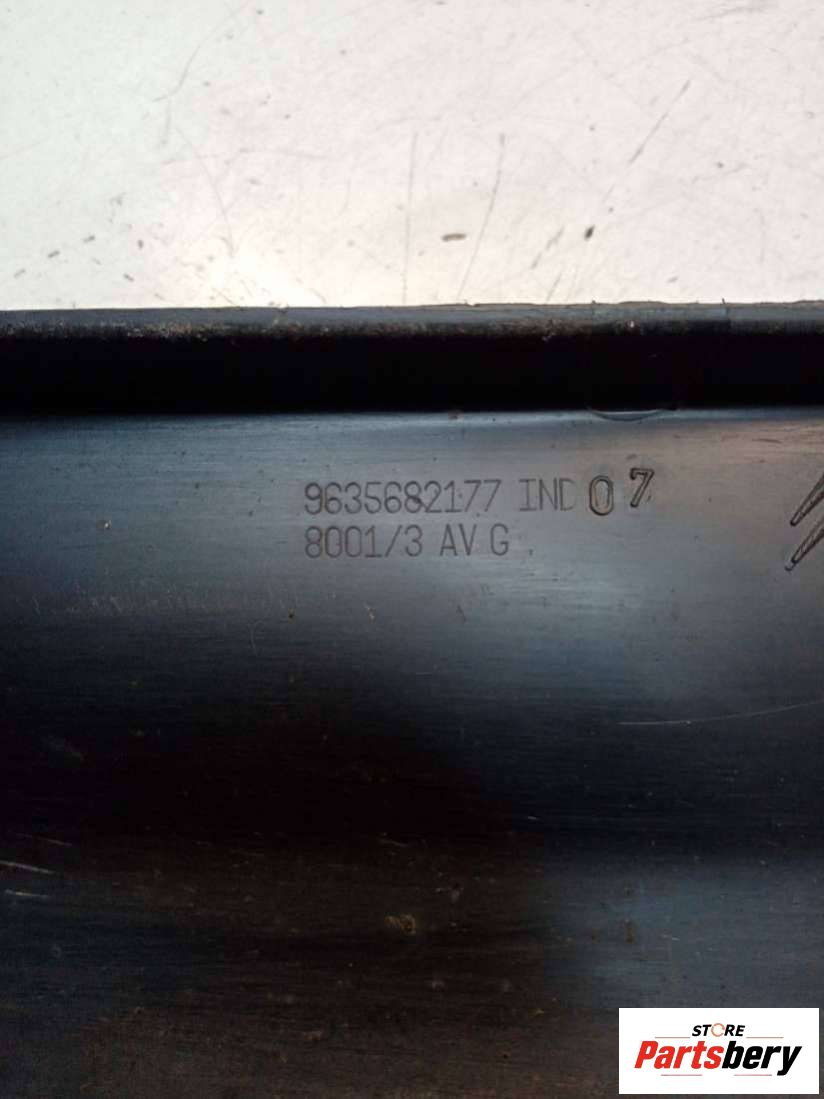 9635682177 IND 07
8001/3 AV G
STORE
Partsbery